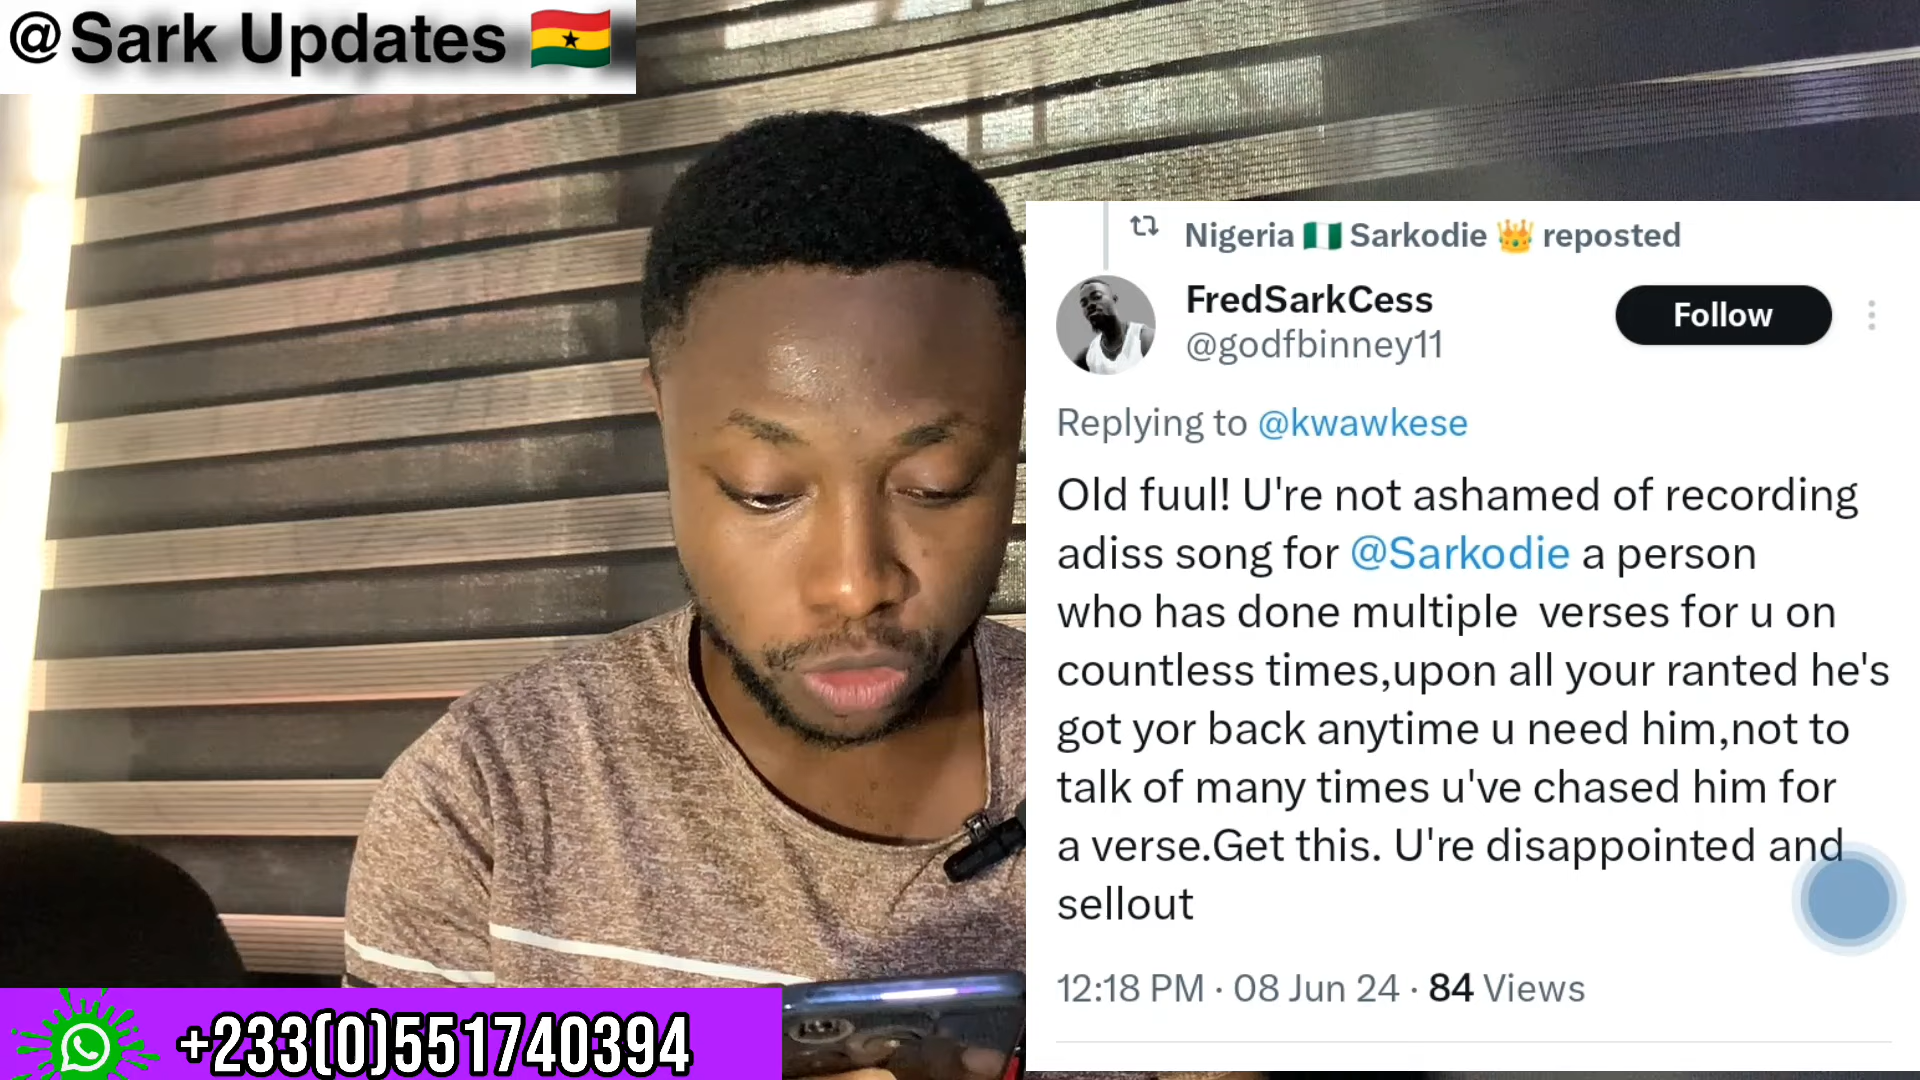 @Sark Updates 🇬🇭
Nigeria 🇳🇬 Sarkodie 👑 reposted
FredSarkCess
@godfbinney11
Follow
Replying to @kwawkese
Old fuul! U're not ashamed of recording
adiss song for @Sarkodie a person
who has done multiple  verses for u on
countless times,upon all your ranted he's
got yor back anytime u need him,not to
talk of many times u've chased him for
a verse.Get this. U're disappointed and
sellout
12:18 PM · 08 Jun 24 · 84 Views
+233(0)551740394